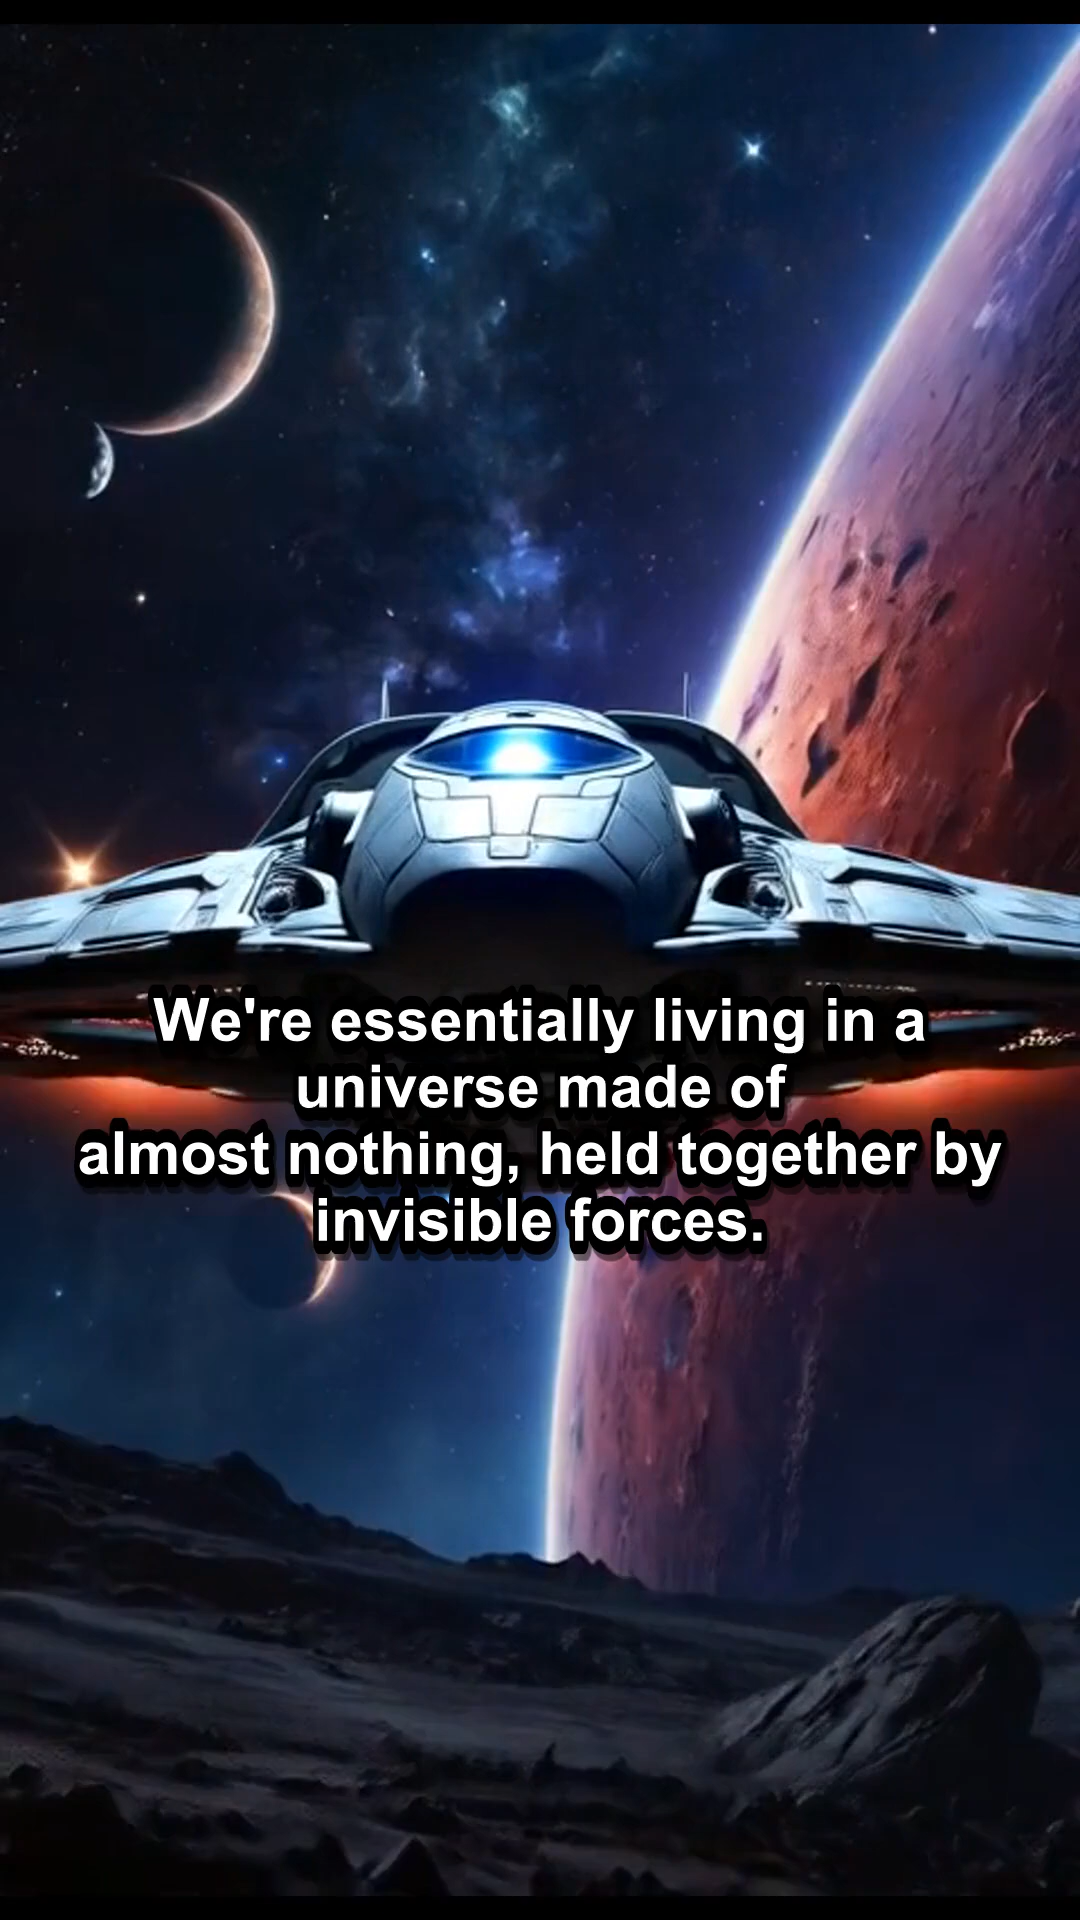 We're essentially living in a
universe made of
almost nothing, held together by
invisible forces.